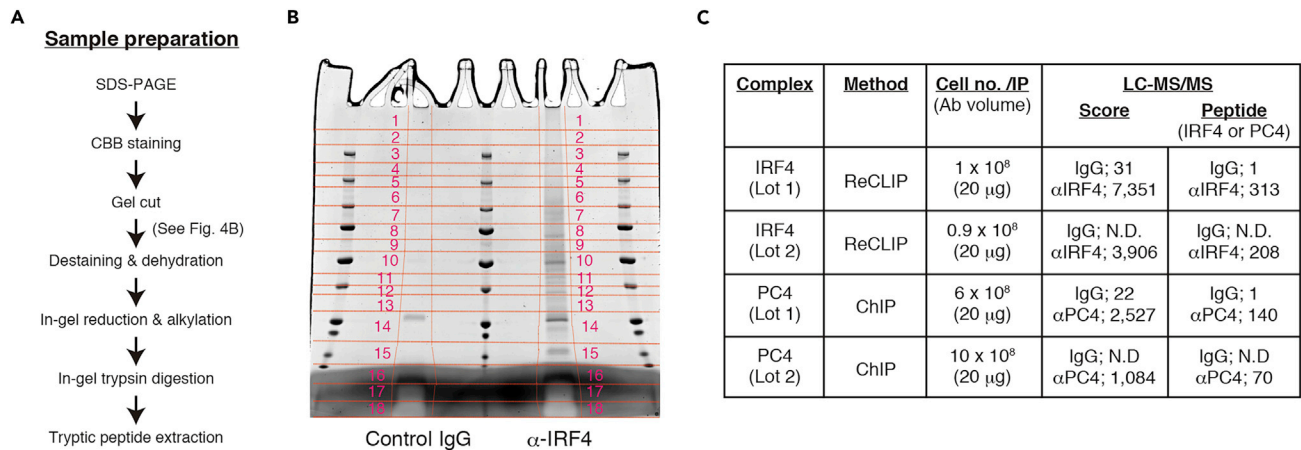 A
Sample preparation
SDS-PAGE
CBB staining
Gel cut
(See Fig. 4B)
Destaining & dehydration
In-gel reduction & alkylation
In-gel trypsin digestion
Tryptic peptide extraction
B
1 1
2 2
3 3
4 4
5 5
6 6
7 7
8 8
9 9
10 10
11 11
12 12
13 13
14 14
15 15
16 16
17 17
18 18
Control IgG α-IRF4
C
Complex Method Cell no. /IP LC-MS/MS
(Ab volume) Score Peptide
(IRF4 or PC4)
IRF4 ReCLIP 1 x 10⁸ IgG; 31 IgG; 1
(Lot 1) (20 μg) αIRF4; 7,351 αIRF4; 313
IRF4 ReCLIP 0.9 x 10⁸ IgG; N.D. IgG; N.D.
(Lot 2) (20 μg) αIRF4; 3,906 αIRF4; 208
PC4 ChIP 6 x 10⁸ IgG; 22 IgG; 1
(Lot 1) (20 μg) αPC4; 2,527 αPC4; 140
PC4 ChIP 10 x 10⁸ IgG; N.D IgG; N.D
(Lot 2) (20 μg) αPC4; 1,084 αPC4; 70